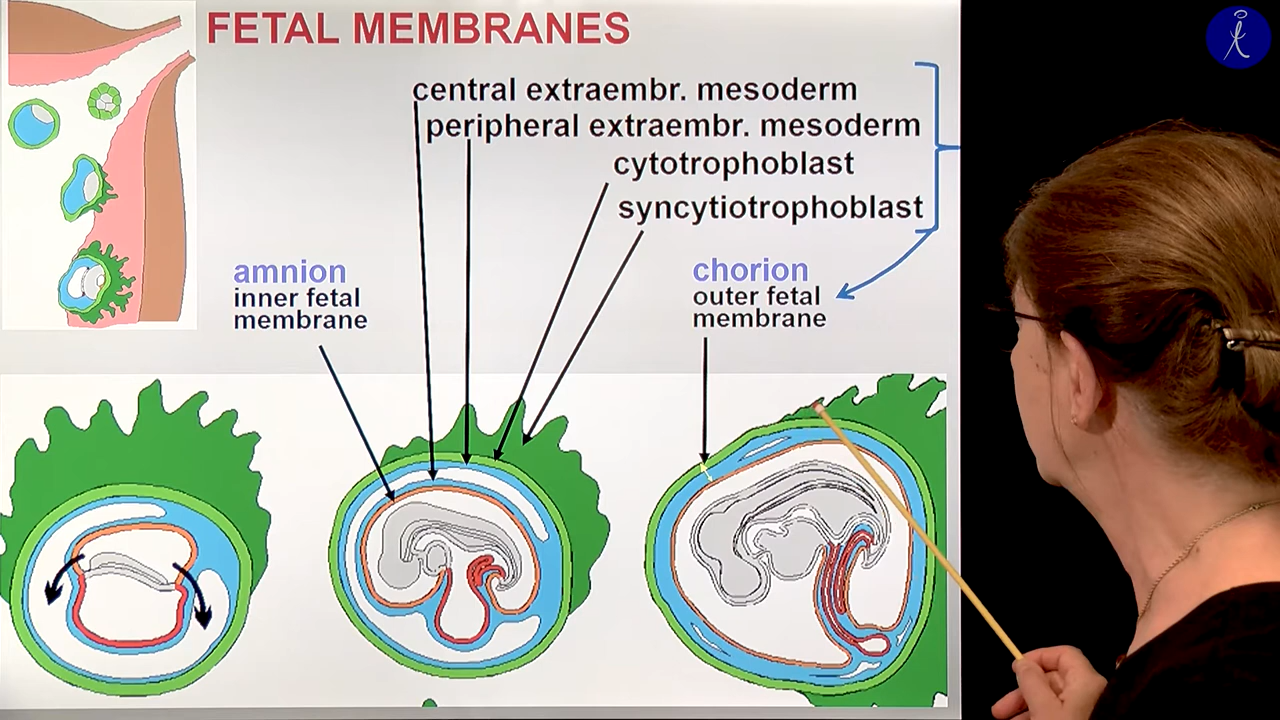 FETAL MEMBRANES
central extraembr. mesoderm
peripheral extraembr. mesoderm
cytotrophoblast
syncytiotrophoblast
amnion
inner fetal
membrane
chorion
outer fetal
membrane